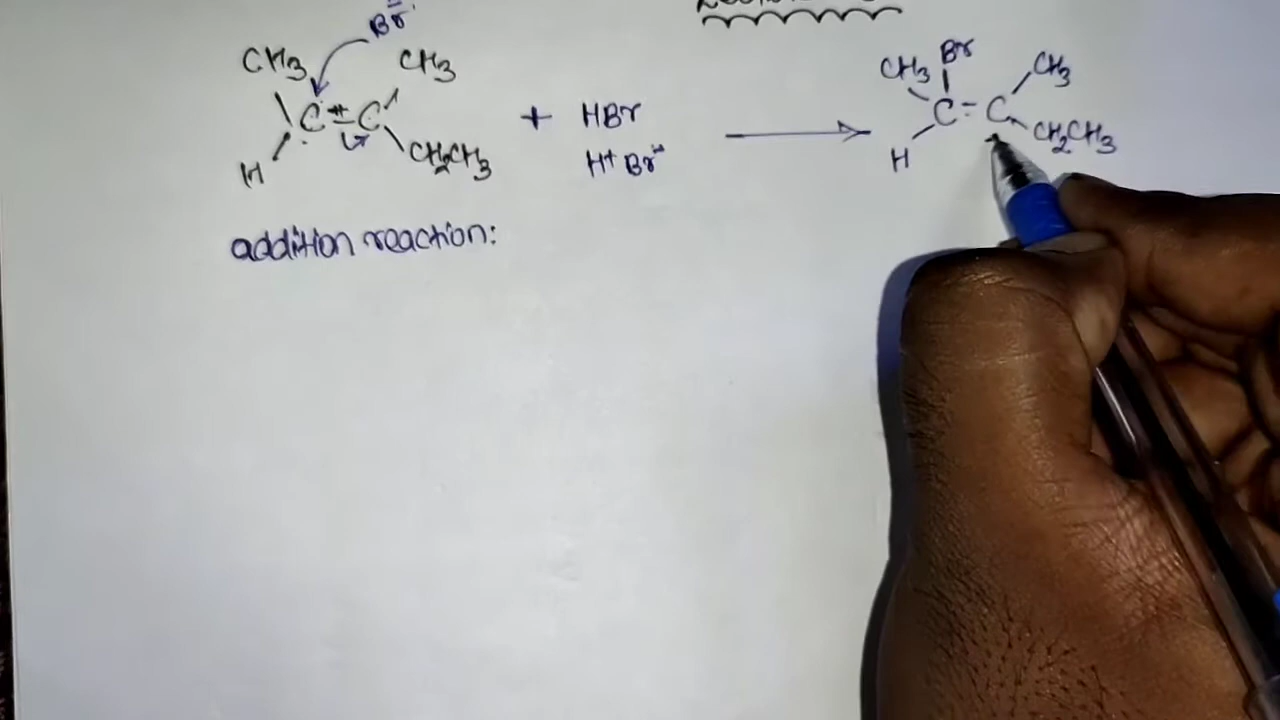 Br⁻
CH3 CH3
C = C + HBr
H CH2CH3 H⁺ Br⁻
Br
CH3 CH3
C = C
H CH2CH3
addition reaction: